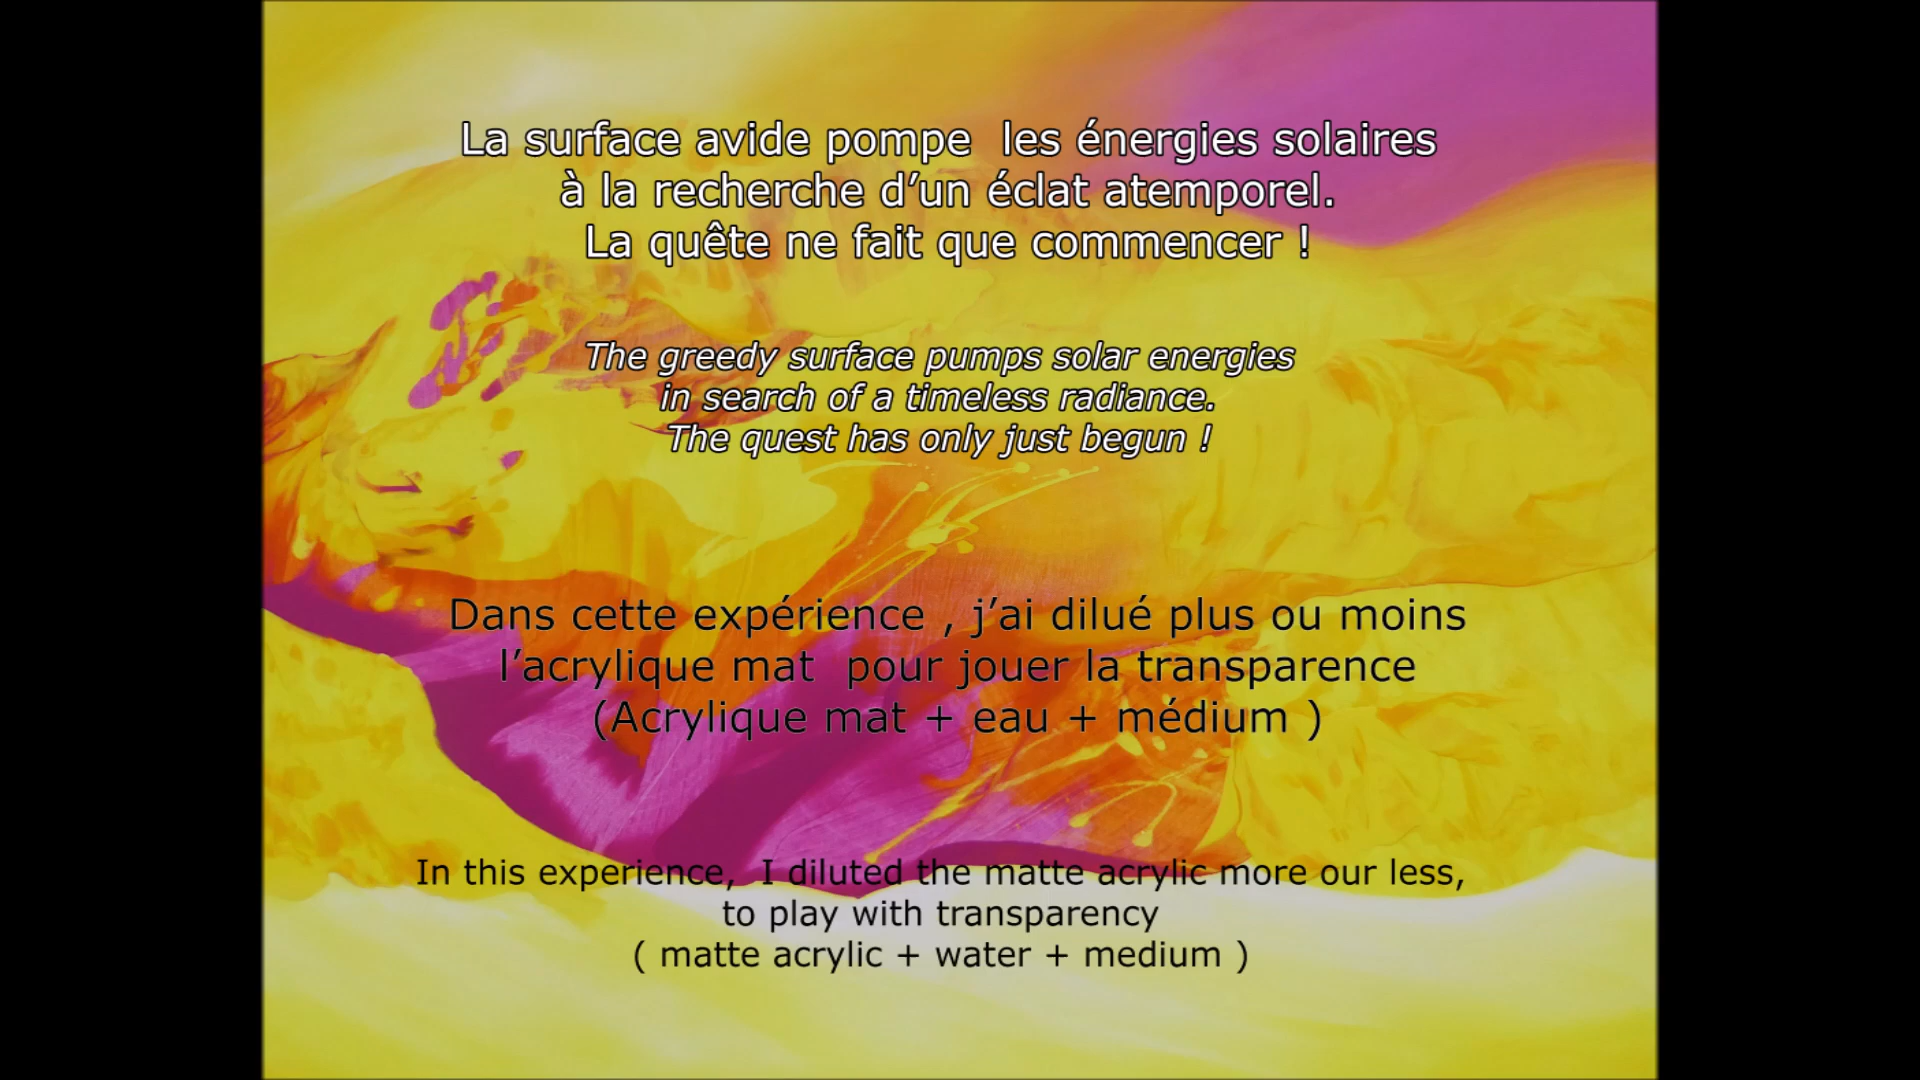 La surface avide pompe  les énergies solaires
à la recherche d’un éclat atemporel.
La quête ne fait que commencer !
The greedy surface pumps solar energies
in search of a timeless radiance.
The quest has only just begun !
Dans cette expérience , j’ai dilué plus ou moins
l’acrylique mat  pour jouer la transparence
(Acrylique mat + eau + médium )
In this experience,  I diluted the matte acrylic more our less,
to play with transparency
( matte acrylic + water + medium )